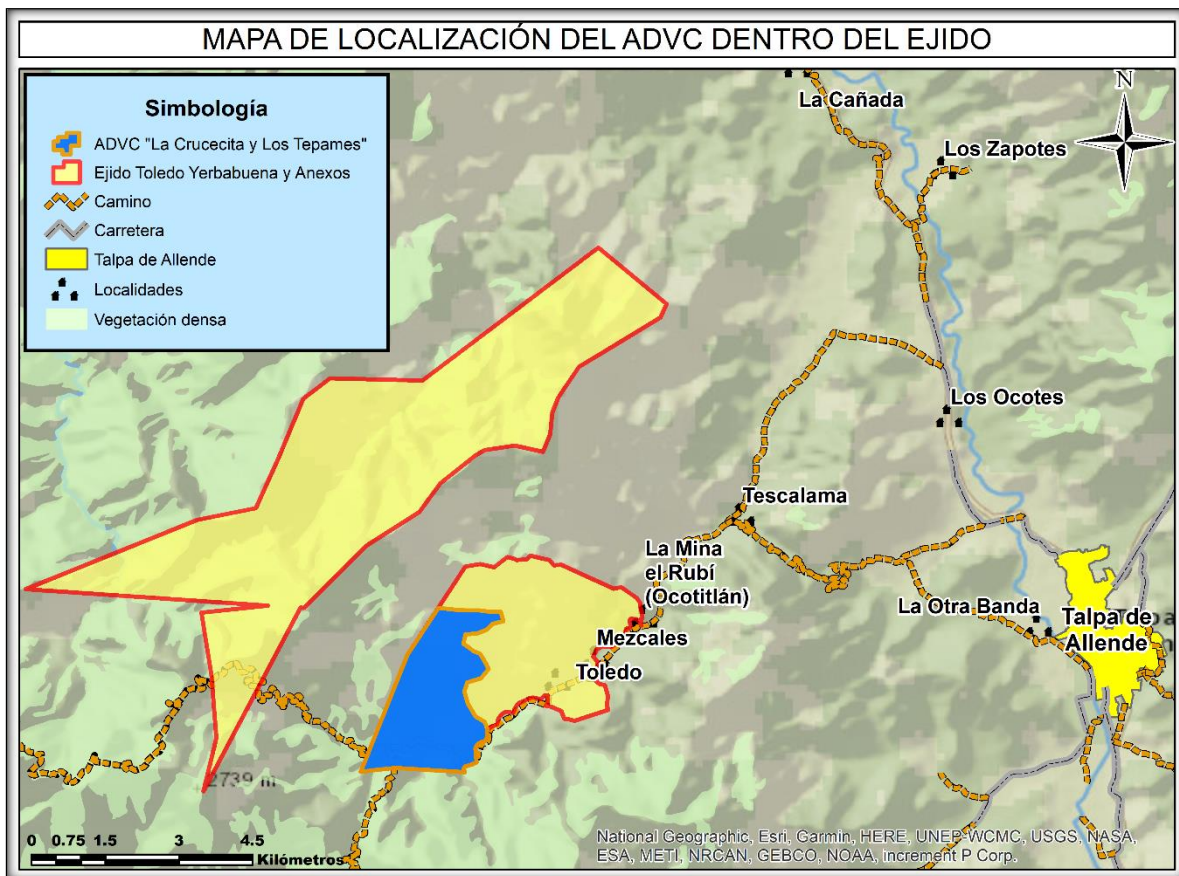 MAPA DE LOCALIZACIÓN DEL ADVC DENTRO DEL EJIDO
Simbología
ADVC "La Crucecita y Los Tepames"
Ejido Toledo Yerbabuena y Anexos
Camino
Carretera
Talpa de Allende
Localidades
Vegetación densa
N
La Cañada
Los Zapotes
Los Ocotes
Tescalama
La Mina
el Rubí
(Ocotitlán)
Mezcales
Toledo
La Otra Banda
Talpa de
Allende
2739 m
0 0.75 1.5 3 4.5
Kilómetros
National Geographic, Esri, Garmin, HERE, UNEP-WCMC, USGS, NASA,
ESA, METI, NRCAN, GEBCO, NOAA, increment P Corp.